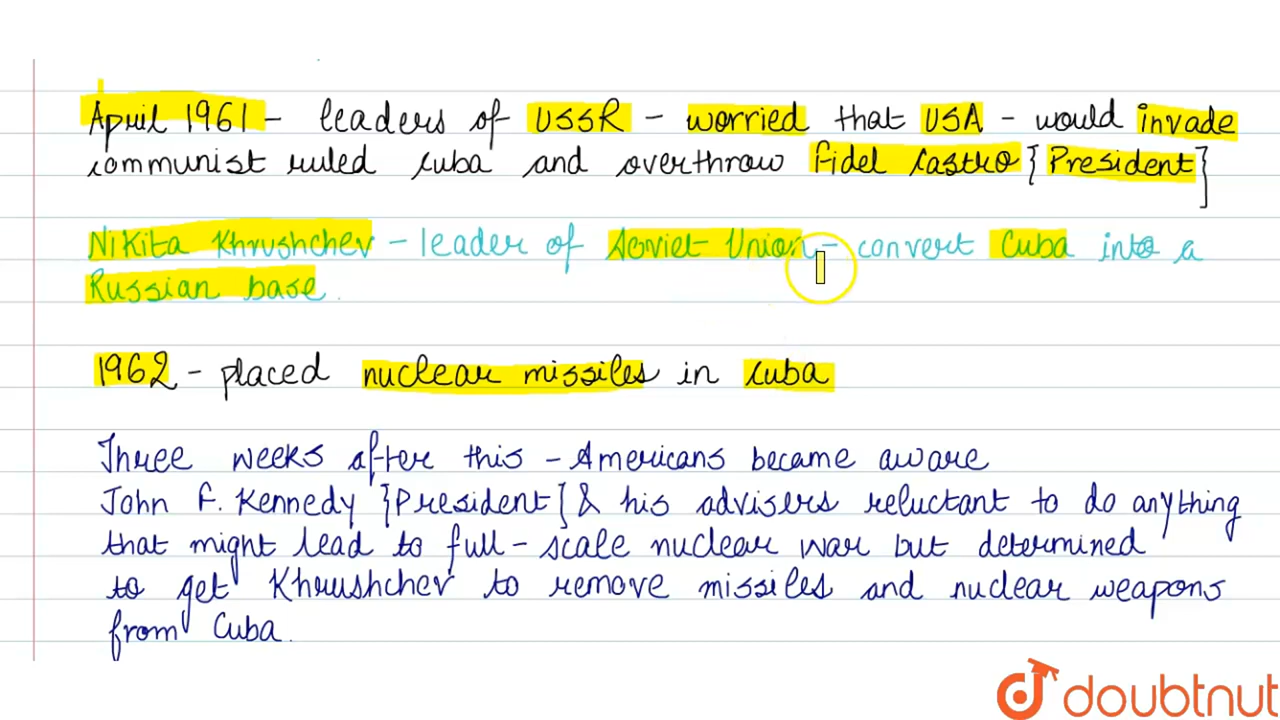 April 1961 - leaders of USSR - worried that USA - would invade
communist ruled Cuba and overthrow Fidel Castro {President}
Nikita Khrushchev - leader of Soviet Union - convert Cuba into a
Russian base.
1962 - placed nuclear missiles in Cuba
Three weeks after this - Americans became aware
John F. Kennedy {President} & his advisers reluctant to do anything
that might lead to full-scale nuclear war but determined
to get Khrushchev to remove missiles and nuclear weapons
from Cuba.
doubtnut